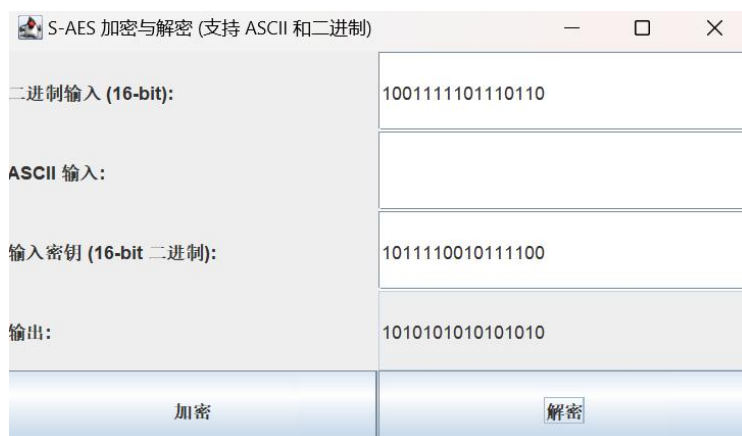 S-AES 加密与解密 (支持 ASCII 和二进制)
二进制输入 (16-bit): 1001111101110110
ASCII 输入:
输入密钥 (16-bit 二进制): 1011110010111100
输出: 1010101010101010
加密 解密